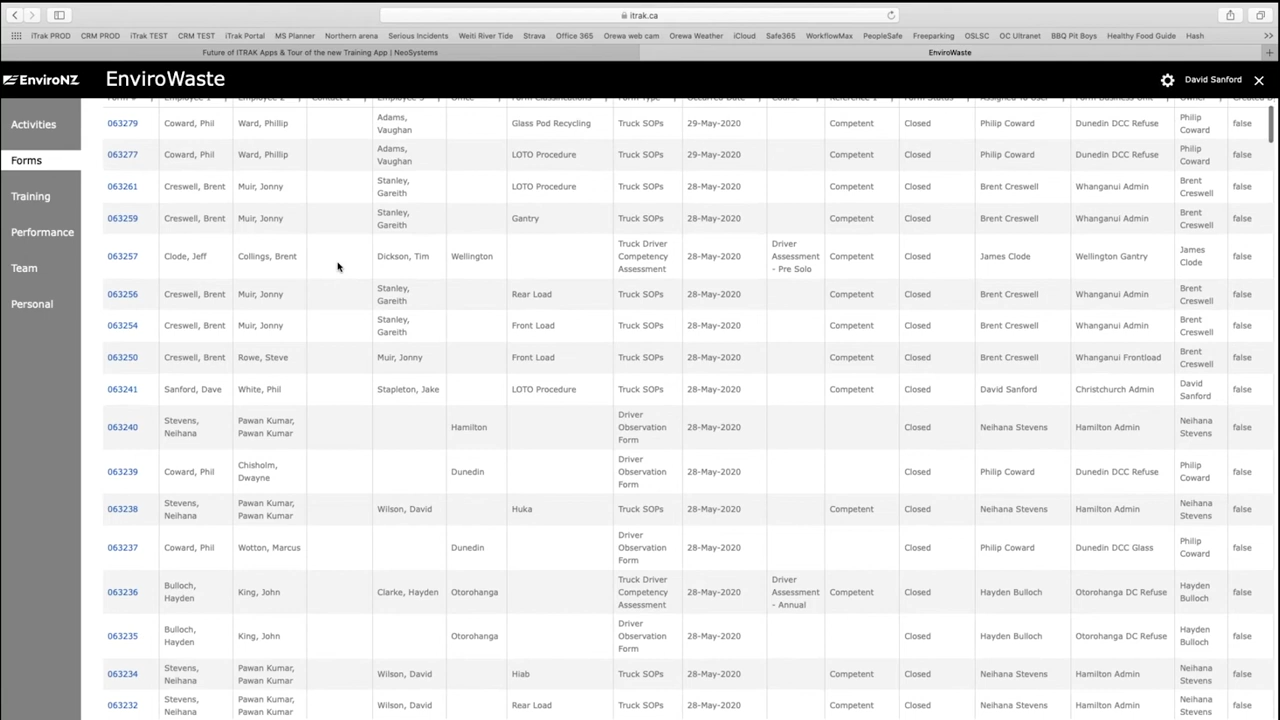 itrak.ca
iTrak PROD CRM PROD iTrak TEST CRM TEST iTrak Portal MS Planner Northern arena Serious Incidents Weiti River Tide Strava Office 365 Orewa web cam Orewa Weather iCloud Safe365 WorkflowMax PeopleSafe Freeparking OSLSC OC Ultranet BBQ Pit Boys Healthy Food Guide Hash >>
Future of ITRAK Apps & Tour of the new Training App | NeoSystems EnviroWaste
EnviroNZ EnviroWaste David Sanford
Activities
Forms
Training
Performance
Team
Personal
063279 Coward, Phil Ward, Phillip Adams, Vaughan Glass Pod Recycling Truck SOPs 29-May-2020 Competent Closed Philip Coward Dunedin DCC Refuse Philip Coward false
063277 Coward, Phil Ward, Phillip Adams, Vaughan LOTO Procedure Truck SOPs 29-May-2020 Competent Closed Philip Coward Dunedin DCC Refuse Philip Coward false
063261 Creswell, Brent Muir, Jonny Stanley, Gareith LOTO Procedure Truck SOPs 28-May-2020 Competent Closed Brent Creswell Whanganui Admin Brent Creswell false
063259 Creswell, Brent Muir, Jonny Stanley, Gareith Gantry Truck SOPs 28-May-2020 Competent Closed Brent Creswell Whanganui Admin Brent Creswell false
063257 Clode, Jeff Collings, Brent Dickson, Tim Wellington Truck Driver Competency Assessment 28-May-2020 Driver Assessment - Pre Solo Competent Closed James Clode Wellington Gantry James Clode false
063256 Creswell, Brent Muir, Jonny Stanley, Gareith Rear Load Truck SOPs 28-May-2020 Competent Closed Brent Creswell Whanganui Admin Brent Creswell false
063254 Creswell, Brent Muir, Jonny Stanley, Gareith Front Load Truck SOPs 28-May-2020 Competent Closed Brent Creswell Whanganui Admin Brent Creswell false
063250 Creswell, Brent Rowe, Steve Muir, Jonny Front Load Truck SOPs 28-May-2020 Competent Closed Brent Creswell Whanganui Frontload Brent Creswell false
063241 Sanford, Dave White, Phil Stapleton, Jake LOTO Procedure Truck SOPs 28-May-2020 Competent Closed David Sanford Christchurch Admin David Sanford false
063240 Stevens, Neihana Pawan Kumar, Pawan Kumar Hamilton Driver Observation Form 28-May-2020 Closed Neihana Stevens Hamilton Admin Neihana Stevens false
063239 Coward, Phil Chisholm, Dwayne Dunedin Driver Observation Form 28-May-2020 Closed Philip Coward Dunedin DCC Refuse Philip Coward false
063238 Stevens, Neihana Pawan Kumar, Pawan Kumar Wilson, David Huka Truck SOPs 28-May-2020 Competent Closed Neihana Stevens Hamilton Admin Neihana Stevens false
063237 Coward, Phil Wotton, Marcus Dunedin Driver Observation Form 28-May-2020 Closed Philip Coward Dunedin DCC Glass Philip Coward false
063236 Bulloch, Hayden King, John Clarke, Hayden Otorohanga Truck Driver Competency Assessment 28-May-2020 Driver Assessment - Annual Competent Closed Hayden Bulloch Otorohanga DC Refuse Hayden Bulloch false
063235 Bulloch, Hayden King, John Otorohanga Driver Observation Form 28-May-2020 Closed Hayden Bulloch Otorohanga DC Refuse Hayden Bulloch false
063234 Stevens, Neihana Pawan Kumar, Pawan Kumar Wilson, David Hiab Truck SOPs 28-May-2020 Competent Closed Neihana Stevens Hamilton Admin Neihana Stevens false
063232 Stevens, Neihana Pawan Kumar, Pawan Kumar Wilson, David Rear Load Truck SOPs 28-May-2020 Competent Closed Neihana Stevens Hamilton Admin Neihana Stevens false